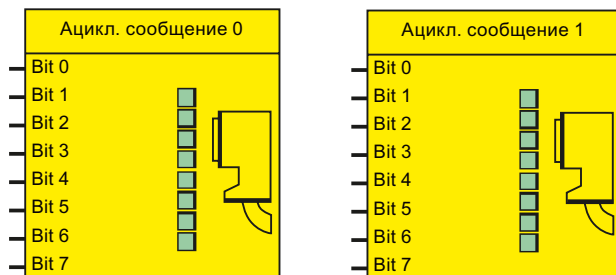 Ацикл. сообщение 0
Bit 0
Bit 1
Bit 2
Bit 3
Bit 4
Bit 5
Bit 6
Bit 7
Ацикл. сообщение 1
Bit 0
Bit 1
Bit 2
Bit 3
Bit 4
Bit 5
Bit 6
Bit 7